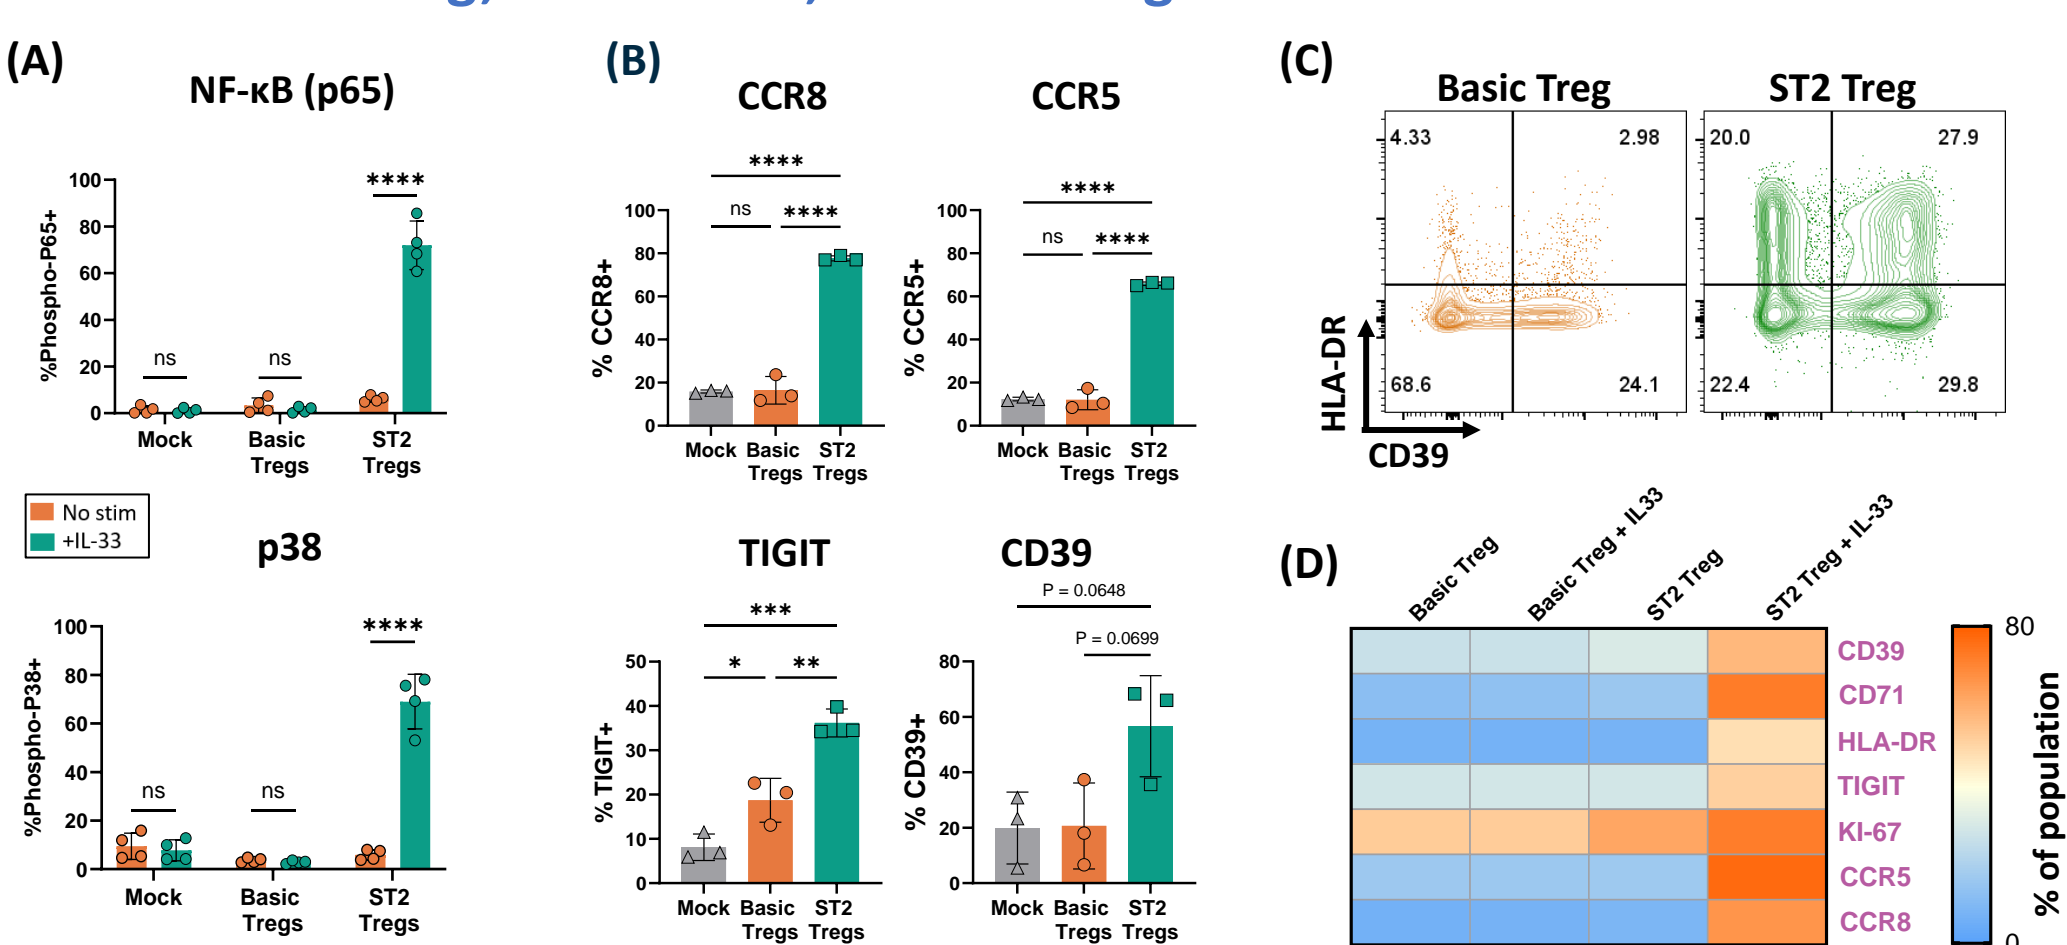 (A)
NF-κB (p65)
%Phospho-P65+
100
80
60
40
20
0
ns
ns
****
Mock
Basic
Tregs
ST2
Tregs
No stim
+IL-33
p38
%Phospho-P38+
100
80
60
40
20
0
ns
ns
****
Mock
Basic
Tregs
ST2
Tregs
(B)
CCR8
% CCR8+
100
80
60
40
20
0
****
ns
****
Mock
Basic
Tregs
ST2
Tregs
CCR5
% CCR5+
100
80
60
40
20
0
****
ns
****
Mock
Basic
Tregs
ST2
Tregs
TIGIT
% TIGIT+
50
40
30
20
10
0
***
*
**
Mock
Basic
Tregs
ST2
Tregs
CD39
% CD39+
80
60
40
20
0
P = 0.0648
P = 0.0699
Mock
Basic
Tregs
ST2
Tregs
(C)
Basic Treg
4.33
2.98
68.6
24.1
ST2 Treg
20.0
27.9
22.4
29.8
HLA-DR
CD39
(D)
Basic Treg
Basic Treg + IL33
ST2 Treg
ST2 Treg + IL-33
CD39
CD71
HLA-DR
TIGIT
KI-67
CCR5
CCR8
80
0
% of population